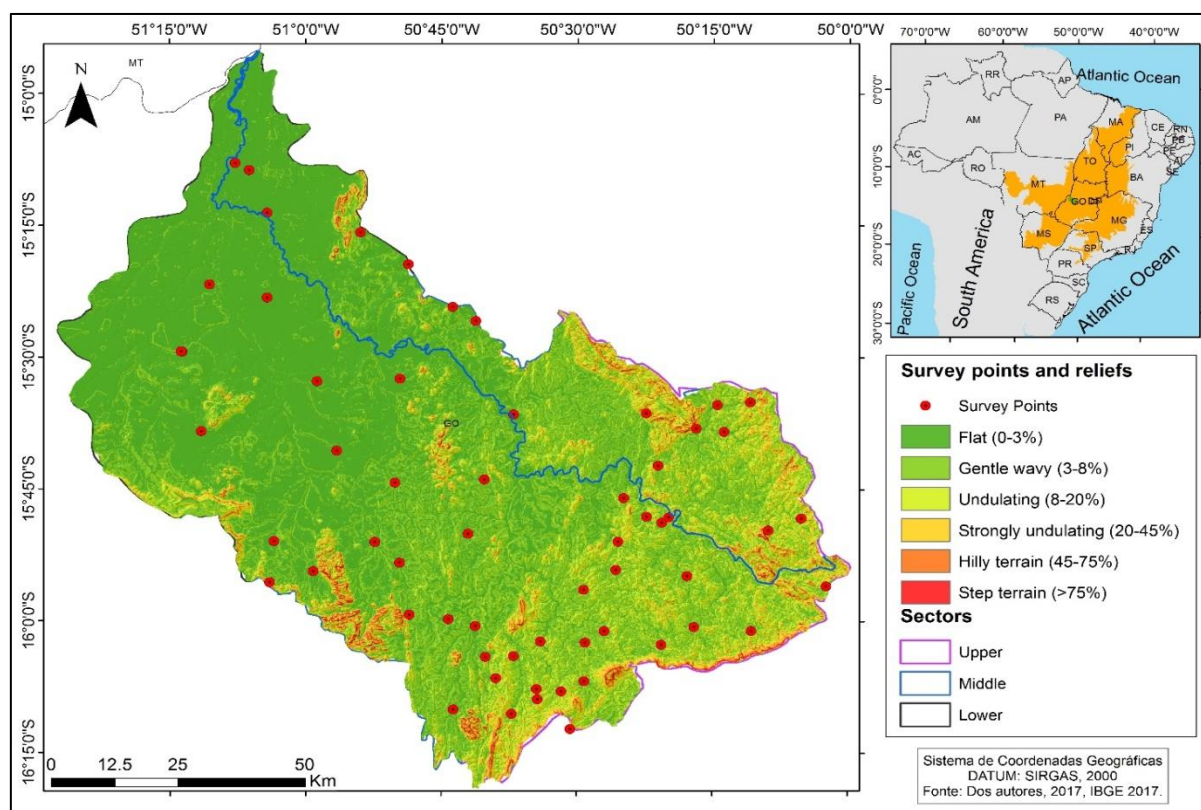 51°15'0"W 51°0'0"W 50°45'0"W 50°30'0"W 50°15'0"W 50°0'0"W
MT
N
15°0'0"S
15°15'0"S
15°30'0"S
15°45'0"S
16°0'0"S
16°15'0"S
GO
0 12.5 25 50
Km
70°0'0"W 60°0'0"W 50°0'0"W 40°0'0"W
0°0'0"
10°0'0"S
20°0'0"S
30°0'0"S
Atlantic Ocean
RR
AP
AM
PA
MA
CE
RN
PB
PI
PE
AL
AC
TO
SE
RO
BA
MT
GO
DF
MG
MS
ES
SP
RJ
PR
SC
RS
South America
Pacific Ocean
Atlantic Ocean
Survey points and reliefs
Survey Points
Flat (0-3%)
Gentle wavy (3-8%)
Undulating (8-20%)
Strongly undulating (20-45%)
Hilly terrain (45-75%)
Step terrain (>75%)
Sectors
Upper
Middle
Lower
Sistema de Coordenadas Geográficas
DATUM: SIRGAS, 2000
Fonte: Dos autores, 2017, IBGE 2017.